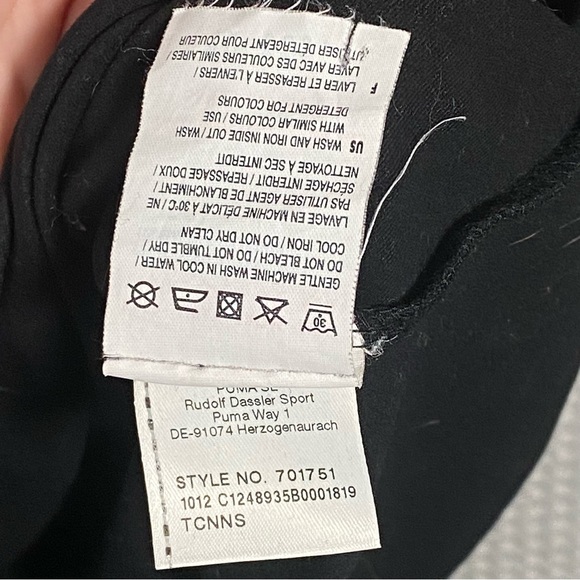 30
GENTLE MACHINE WASH IN COOL WATER /
DO NOT BLEACH / DO NOT TUMBLE DRY /
COOL IRON / DO NOT DRY CLEAN
LAVAGE EN MACHINE DÉLICAT À 30°C / NE
PAS UTILISER AGENT DE BLANCHIMENT /
SÉCHAGE INTERDIT / REPASSAGE DOUX /
NETTOYAGE À SEC INTERDIT
US WASH AND IRON INSIDE OUT / WASH
WITH SIMILAR COLOURS / USE
DETERGENT FOR COLOURS
F LAVER ET REPASSER À L'ENVERS /
LAVER AVEC DES COULEURS SIMILAIRES /
UTILISER DÉTERGENT POUR COULEUR
PUMA SE
Rudolf Dassler Sport
Puma Way 1
DE-91074 Herzogenaurach
STYLE NO. 701751
1012 C1248935B0001819
TCNNS